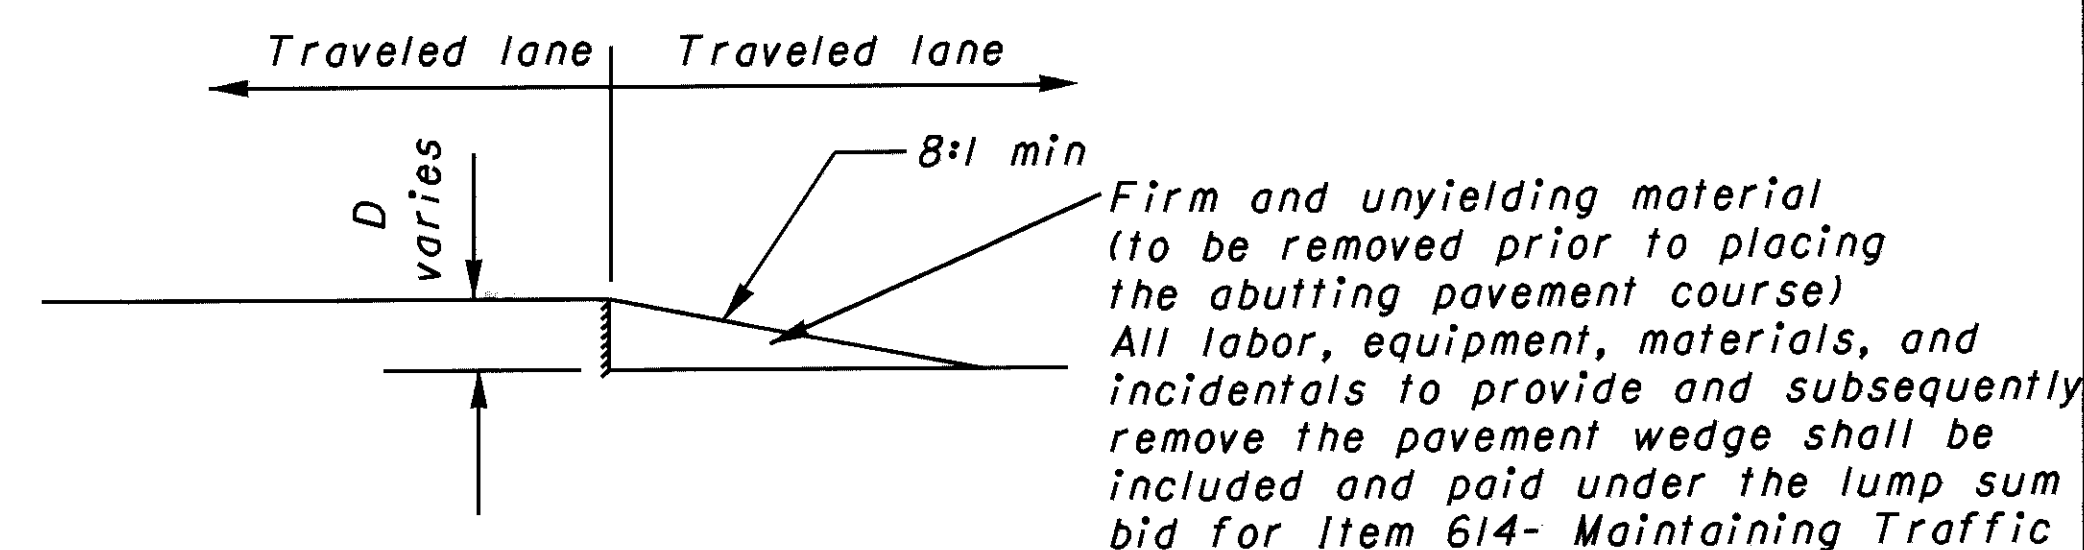 Traveled lane
Traveled lane
D
varies
8:1 min
Firm and unyielding material
(to be removed prior to placing
the abutting pavement course)
All labor, equipment, materials, and
incidentals to provide and subsequently
remove the pavement wedge shall be
included and paid under the lump sum
bid for Item 614- Maintaining Traffic